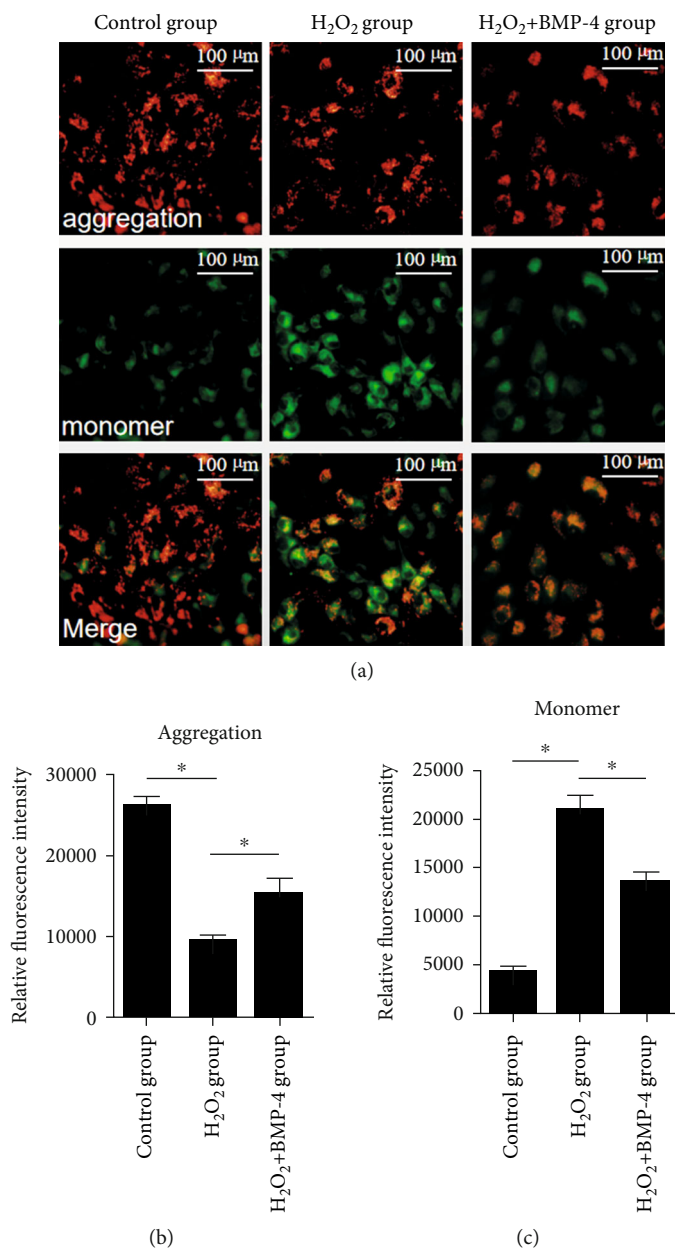 Control group
H₂O₂ group
H₂O₂+BMP-4 group
100 μm
100 μm
100 μm
aggregation
100 μm
100 μm
100 μm
monomer
100 μm
100 μm
100 μm
Merge
(a)
Aggregation
Relative fluorescence intensity
30000
20000
10000
0
*
*
Control group
H₂O₂ group
H₂O₂+BMP-4 group
(b)
Monomer
Relative fluorescence intensity
25000
20000
15000
10000
5000
0
*
*
Control group
H₂O₂ group
H₂O₂+BMP-4 group
(c)